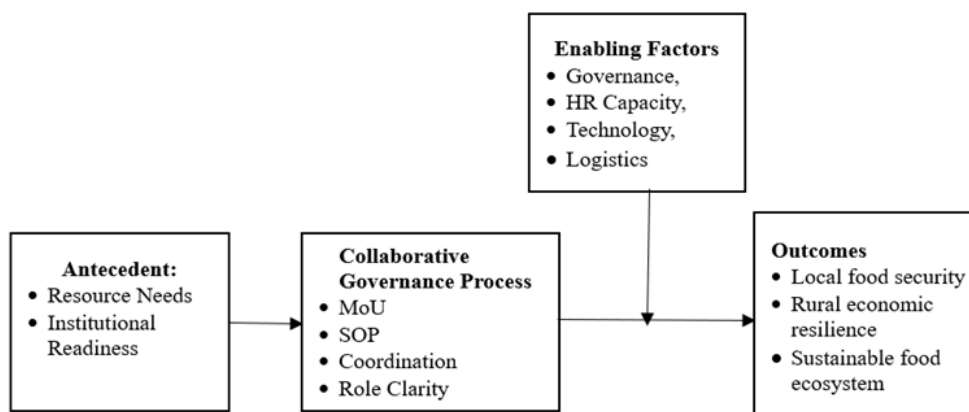 Enabling Factors
• Governance,
• HR Capacity,
• Technology,
• Logistics
Antecedent:
• Resource Needs
• Institutional
Readiness
Collaborative
Governance Process
• MoU
• SOP
• Coordination
• Role Clarity
Outcomes
• Local food security
• Rural economic
resilience
• Sustainable food
ecosystem